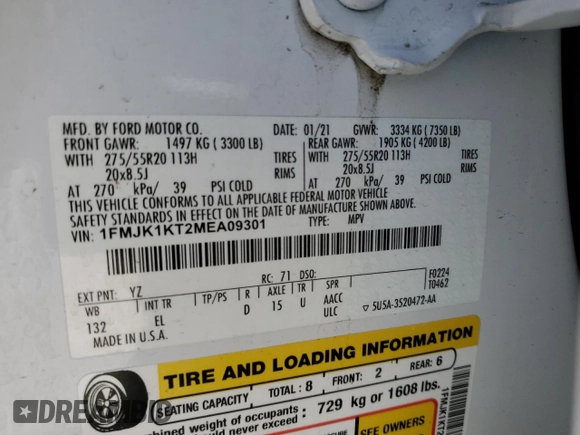 MFD. BY FORD MOTOR CO. DATE: 01/21 GVWR: 3334 KG ( 7350 LB)
FRONT GAWR: 1497 KG ( 3300 LB) REAR GAWR: 1905 KG ( 4200 LB)
WITH 275/55R20 113H TIRES WITH 275/55R20 113H TIRES
20x8.5J RIMS 20x8.5J RIMS
AT 270 kPa/ 39 PSI COLD AT 270 kPa/ 39 PSI COLD
THIS VEHICLE CONFORMS TO ALL APPLICABLE FEDERAL MOTOR VEHICLE
SAFETY STANDARDS IN EFFECT ON THE DATE OF MANUFACTURE SHOWN ABOVE.
VIN: 1FMJK1KT2MEA09301 TYPE: MPV
EXT PNT: YZ RC: 71 DSO: F0224
WB INT TR TP/PS R AXLE TR SPR T0462
132 EL D 15 U AACC
ULC ▽ 5U5A-3520472-AA
MADE IN U.S.A.
TIRE AND LOADING INFORMATION
SEATING CAPACITY TOTAL: 8 FRONT: 2 REAR: 6
weight of occupants 729 kg or 1608 lbs.
never exceed
SEE OWNERS
1FMJK1KT2